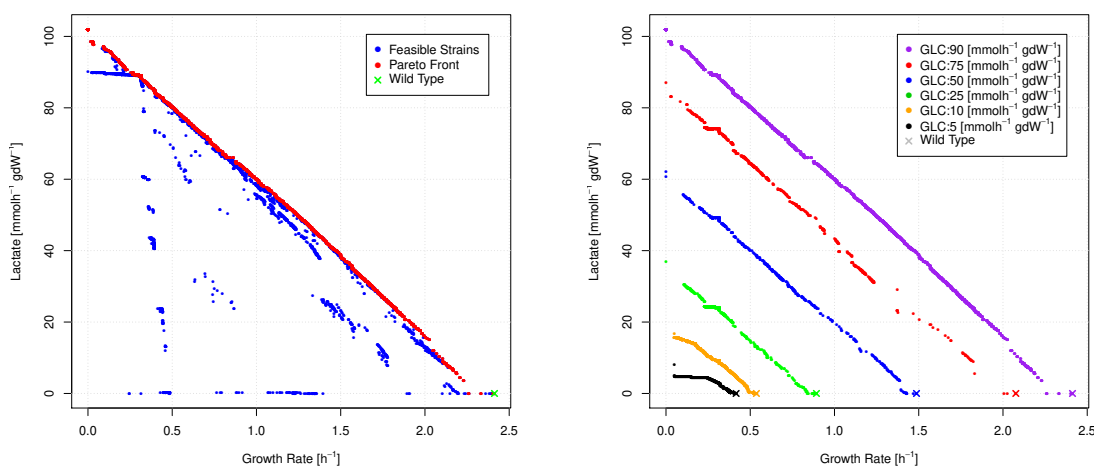 Lactate [mmolh⁻¹ gdW⁻¹]
100
80
60
40
20
0
0.0 0.5 1.0 1.5 2.0 2.5
Growth Rate [h⁻¹]
Feasible Strains
Pareto Front
Wild Type
Lactate [mmolh⁻¹ gdW⁻¹]
100
80
60
40
20
0
0.0 0.5 1.0 1.5 2.0 2.5
Growth Rate [h⁻¹]
GLC:90 [mmolh⁻¹ gdW⁻¹]
GLC:75 [mmolh⁻¹ gdW⁻¹]
GLC:50 [mmolh⁻¹ gdW⁻¹]
GLC:25 [mmolh⁻¹ gdW⁻¹]
GLC:10 [mmolh⁻¹ gdW⁻¹]
GLC:5 [mmolh⁻¹ gdW⁻¹]
Wild Type